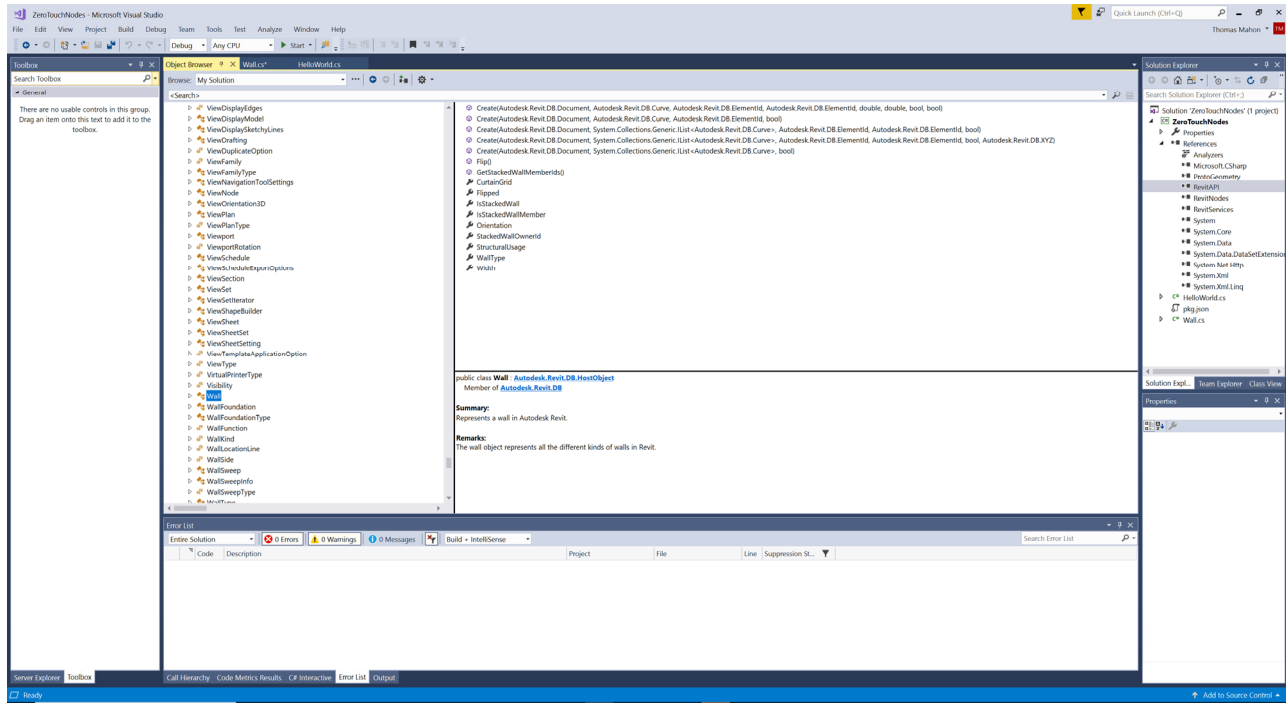 ZeroTouchNodes - Microsoft Visual Studio
Quick Launch (Ctrl+Q)
File Edit View Project Build Debug Team Tools Test Analyze Window Help
Thomas Mahon TM
Debug Any CPU Start
Toolbox
Search Toolbox
General
There are no usable controls in this group.
Drag an item onto this text to add it to the
toolbox.
Server Explorer Toolbox
Object Browser Wall.cs* HelloWorld.cs
Browse: My Solution
<Search>
ViewDisplayEdges
ViewDisplayModel
ViewDisplaySketchyLines
ViewDrafting
ViewDuplicateOption
ViewFamily
ViewFamilyType
ViewNavigationToolSettings
ViewNode
ViewOrientation3D
ViewPlan
ViewPlanType
Viewport
ViewportRotation
ViewSchedule
ViewScheduleExportOptions
ViewSection
ViewSet
ViewSetIterator
ViewShapeBuilder
ViewSheet
ViewSheetSet
ViewSheetSetting
ViewTemplateApplicationOption
ViewType
VirtualPrinterType
Visibility
Wall
WallFoundation
WallFoundationType
WallFunction
WallKind
WallLocationLine
WallSide
WallSweep
WallSweepInfo
WallSweepType
WallType
Create(Autodesk.Revit.DB.Document, Autodesk.Revit.DB.Curve, Autodesk.Revit.DB.ElementId, Autodesk.Revit.DB.ElementId, double, double, bool, bool)
Create(Autodesk.Revit.DB.Document, Autodesk.Revit.DB.Curve, Autodesk.Revit.DB.ElementId, bool)
Create(Autodesk.Revit.DB.Document, System.Collections.Generic.IList<Autodesk.Revit.DB.Curve>, Autodesk.Revit.DB.ElementId, Autodesk.Revit.DB.ElementId, bool)
Create(Autodesk.Revit.DB.Document, System.Collections.Generic.IList<Autodesk.Revit.DB.Curve>, Autodesk.Revit.DB.ElementId, Autodesk.Revit.DB.ElementId, bool, Autodesk.Revit.DB.XYZ)
Create(Autodesk.Revit.DB.Document, System.Collections.Generic.IList<Autodesk.Revit.DB.Curve>, bool)
Flip()
GetStackedWallMemberIds()
CurtainGrid
Flipped
IsStackedWall
IsStackedWallMember
Orientation
StackedWallOwnerId
StructuralUsage
WallType
Width
public class Wall : Autodesk.Revit.DB.HostObject
Member of Autodesk.Revit.DB
Summary:
Represents a wall in Autodesk Revit.
Remarks:
The wall object represents all the different kinds of walls in Revit.
Error List
Entire Solution 0 Errors 0 Warnings 0 Messages Build + IntelliSense Search Error List
Code Description Project File Line Suppression St...
Call Hierarchy Code Metrics Results C# Interactive Error List Output
Solution Explorer
Search Solution Explorer (Ctrl+;)
Solution 'ZeroTouchNodes' (1 project)
ZeroTouchNodes
Properties
References
Analyzers
Microsoft.CSharp
ProtoGeometry
RevitAPI
RevitNodes
RevitServices
System
System.Core
System.Data
System.Data.DataSetExtension
System.Net.Http
System.Xml
System.Xml.Linq
HelloWorld.cs
pkg.json
Wall.cs
Solution Expl... Team Explorer Class View
Properties
Ready
Add to Source Control